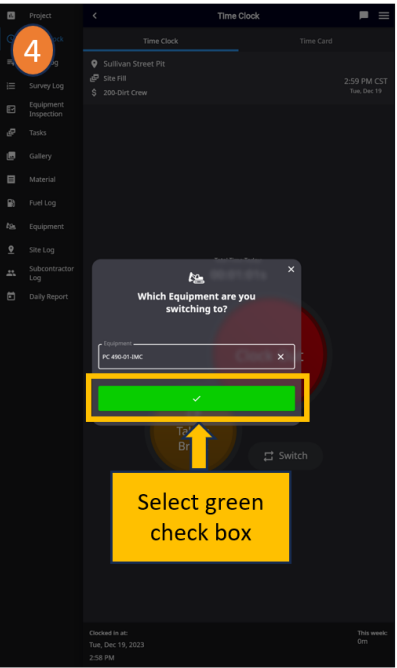 Project
Time Clock
4
Time Clock
Time Card
Survey Log
Equipment
Inspection
Tasks
Gallery
Material
Fuel Log
Equipment
Site Log
Subcontractor
Log
Daily Report
Sullivan Street Pit
Site Fill
200-Dirt Crew
2:59 PM CST
Tue, Dec 19
Which Equipment are you
switching to?
Equipment
PC 490-01-IMC
Switch
Select green
check box
Clocked in at:
Tue, Dec 19, 2023
2:58 PM
This week:
0m